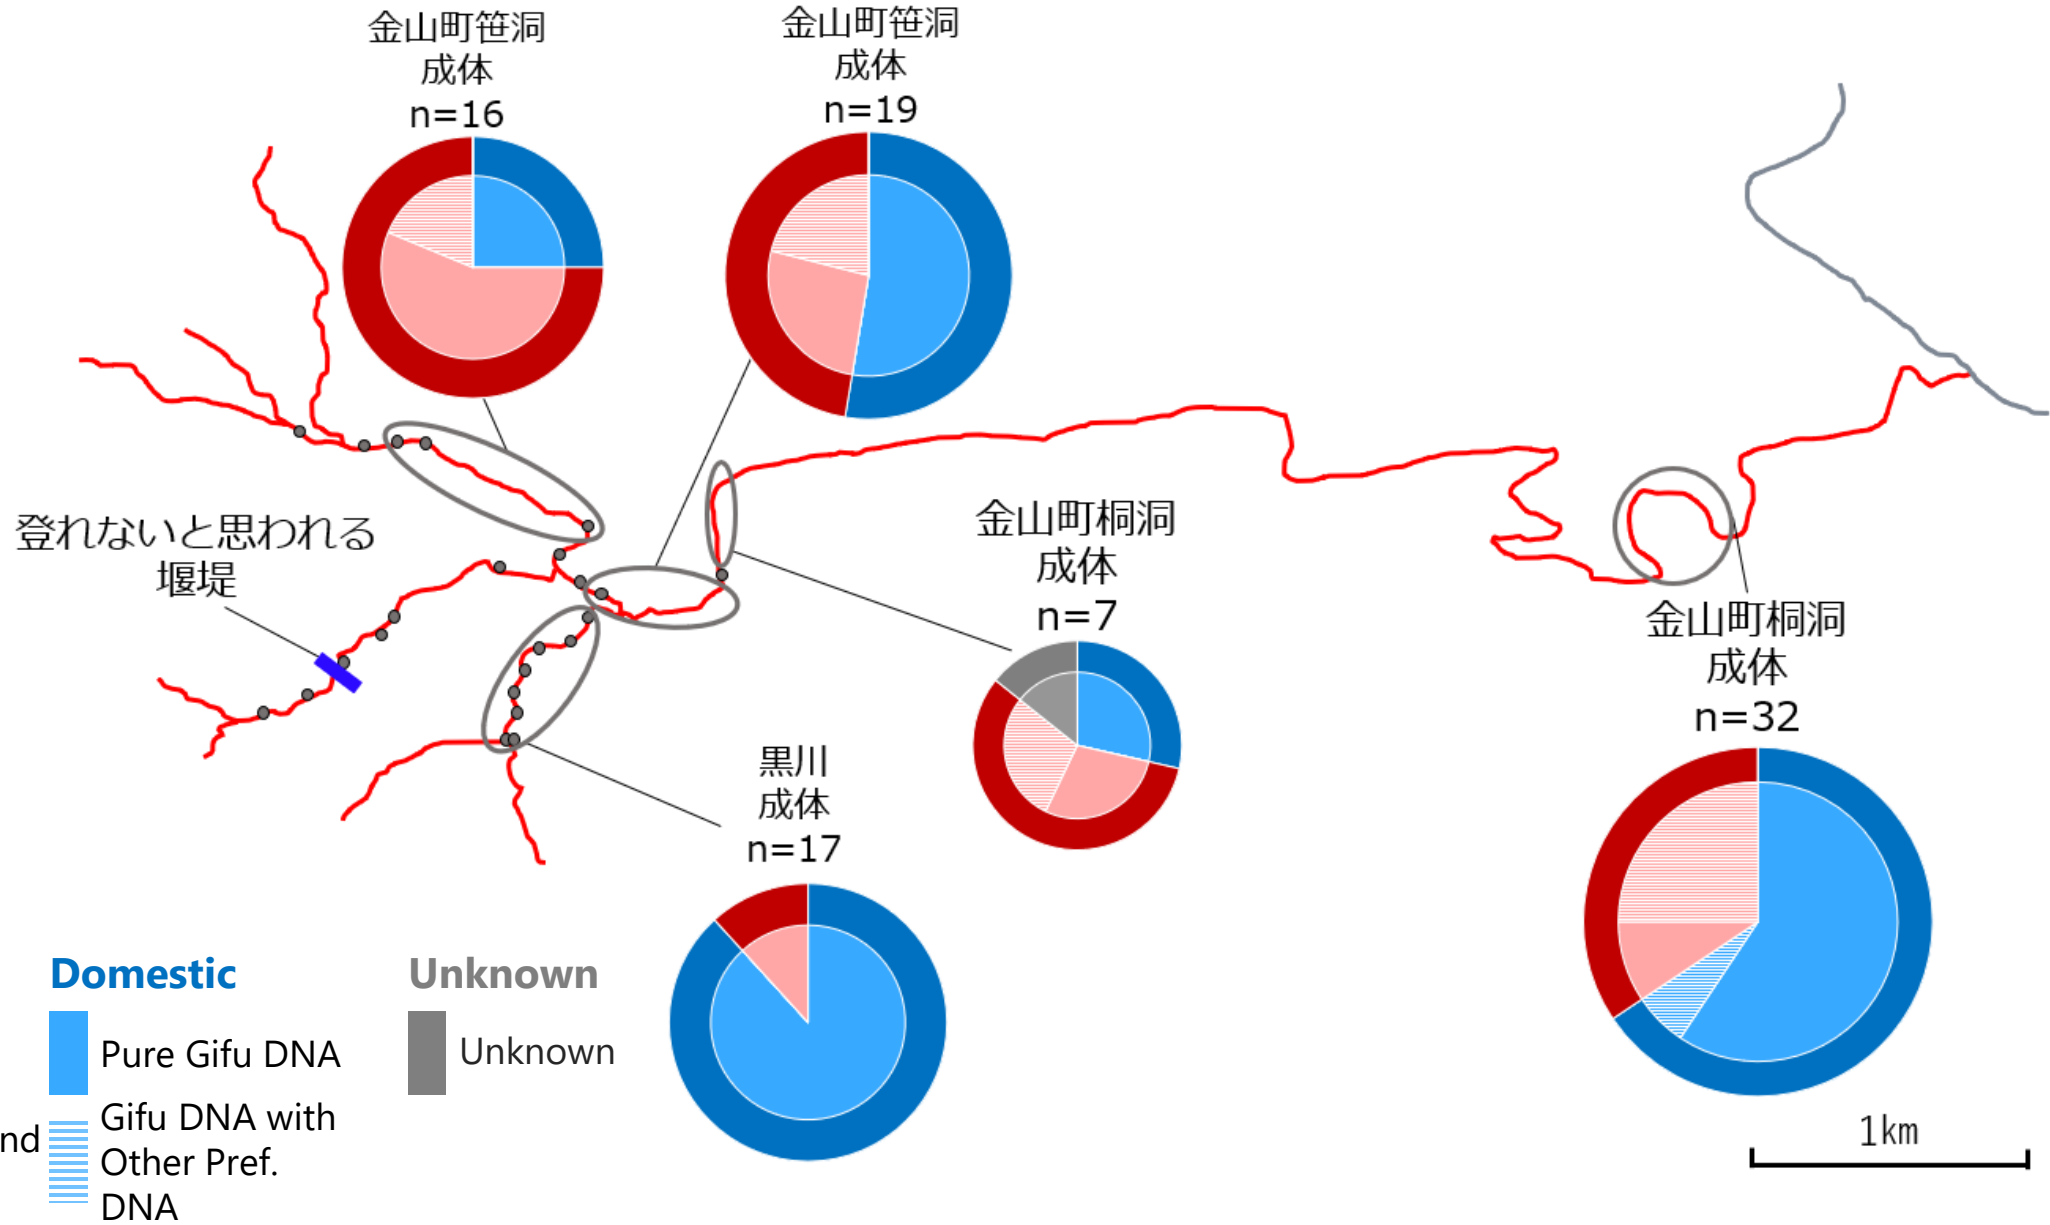 金山町笹洞
成体
n=16
金山町笹洞
成体
n=19
登れないと思われる
堰堤
金山町桐洞
成体
n=7
金山町桐洞
成体
n=32
黒川
成体
n=17
Domestic
Pure Gifu DNA
nd
Gifu DNA with
Other Pref.
DNA
Unknown
Unknown
1km